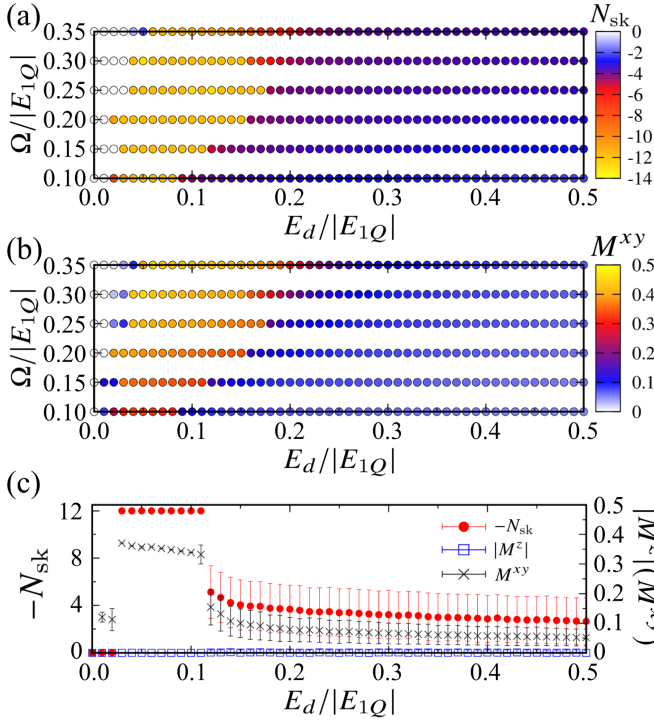 (a)
N_sk
Ω/|E_1Q|
0.35
0.30
0.25
0.20
0.15
0.10
0.0 0.1 0.2 0.3 0.4 0.5
E_d/|E_1Q|
0
-2
-4
-6
-8
-10
-12
-14
(b)
M^xy
Ω/|E_1Q|
0.35
0.30
0.25
0.20
0.15
0.10
0.0 0.1 0.2 0.3 0.4 0.5
E_d/|E_1Q|
0.5
0.4
0.3
0.2
0.1
0
(c)
−N_sk
12
8
4
0
−N_sk
|M^z|
M^xy
0.5
0.4
0.3
0.2
0.1
0
|M^z|(M^xy)
0.0 0.1 0.2 0.3 0.4 0.5
E_d/|E_1Q|